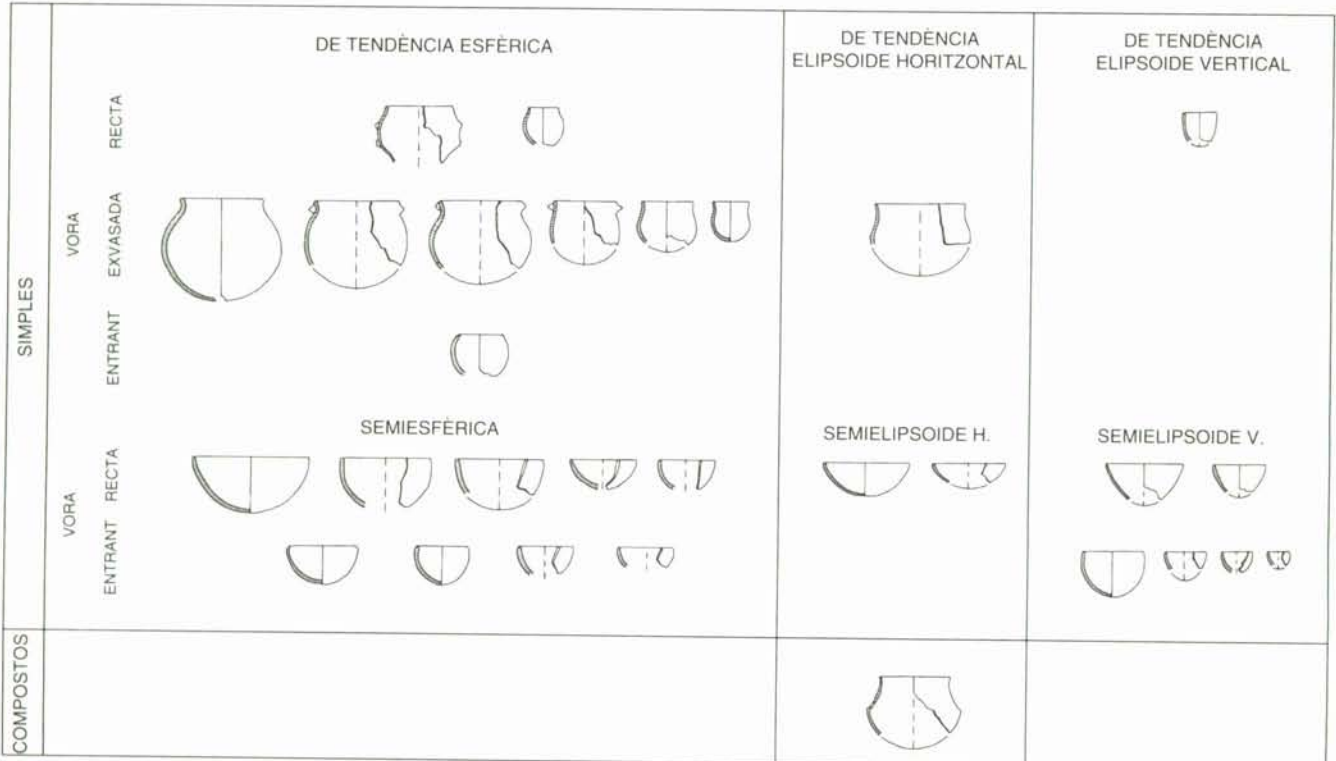 DE TENDÈNCIA ESFÈRICA
DE TENDÈNCIA
ELIPSOIDE HORITZONTAL
DE TENDÈNCIA
ELIPSOIDE VERTICAL
SIMPLES
VORA
RECTA
EXVASADA
ENTRANT
SEMIESFÈRICA
SEMIELIPSOIDE H.
SEMIELIPSOIDE V.
VORA
RECTA
ENTRANT
COMPOSTOS